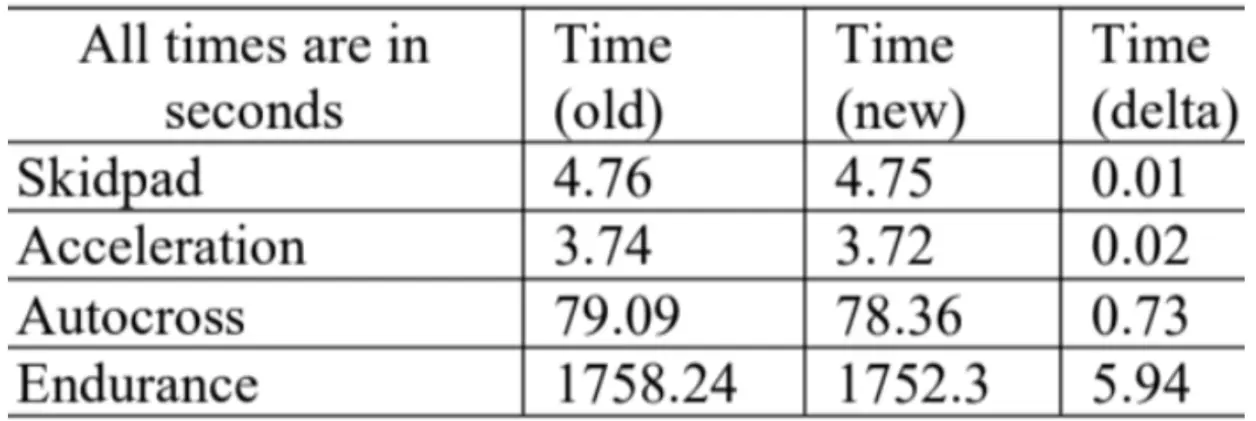 All times are in seconds Time (old) Time (new) Time (delta)
Skidpad 4.76 4.75 0.01
Acceleration 3.74 3.72 0.02
Autocross 79.09 78.36 0.73
Endurance 1758.24 1752.3 5.94